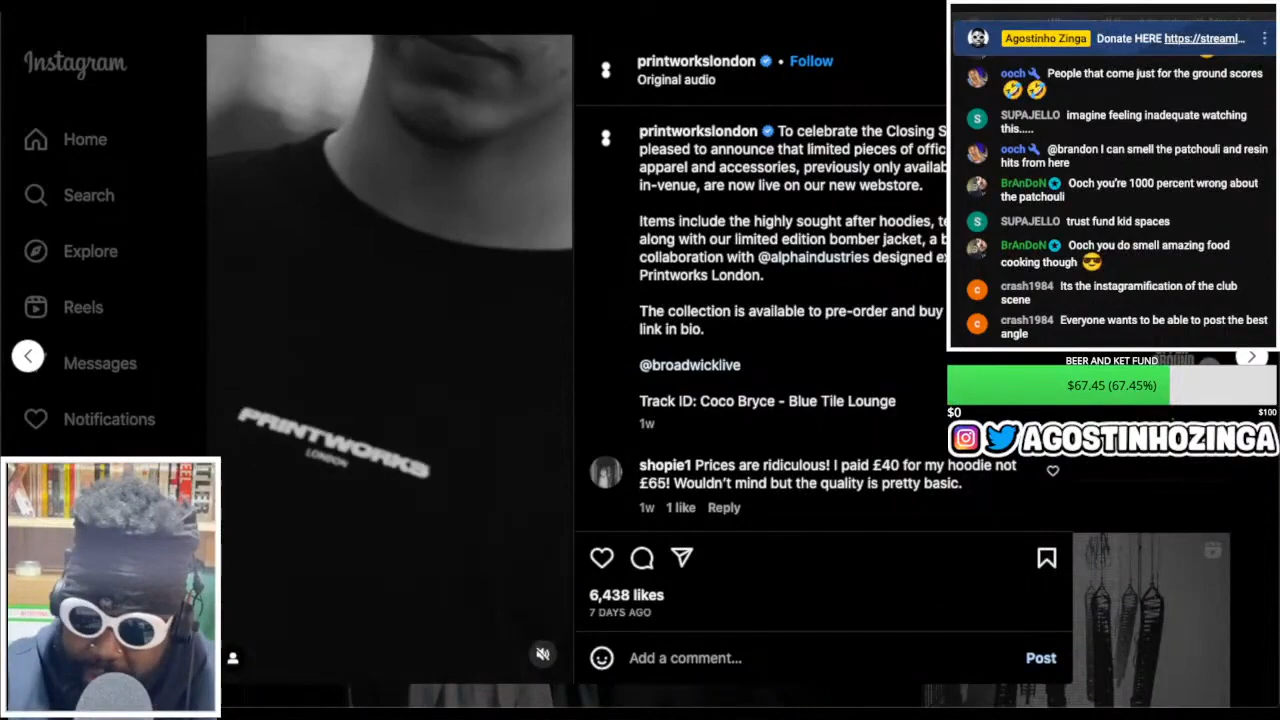 Instagram
Home
Search
Explore
Reels
Messages
Notifications
PRINTWORKS
LONDON
printworkslondon • Follow
Original audio
printworkslondon To celebrate the Closing S
pleased to announce that limited pieces of offic
apparel and accessories, previously only availab
in-venue, are now live on our new webstore.
Items include the highly sought after hoodies, te
along with our limited edition bomber jacket, a b
collaboration with @alphaindustries designed ex
Printworks London.
The collection is available to pre-order and buy
link in bio.
@broadwicklive
Track ID: Coco Bryce - Blue Tile Lounge
1w
shopie1 Prices are ridiculous! I paid £40 for my hoodie not
£65! Wouldn't mind but the quality is pretty basic.
1w 1 like Reply
6,438 likes
7 DAYS AGO
Add a comment... Post
Agostinho Zinga Donate HERE https://streaml...
ooch People that come just for the ground scores
🤣 🤣
SUPAJELLO imagine feeling inadequate watching
this.....
ooch @brandon I can smell the patchouli and resin
hits from here
BrAnDoN Ooch you're 1000 percent wrong about
the patchouli
SUPAJELLO trust fund kid spaces
BrAnDoN Ooch you do smell amazing food
cooking though 😎
crash1984 Its the instagramification of the club
scene
crash1984 Everyone wants to be able to post the best
angle
BEER AND KET FUND
$67.45 (67.45%)
$0 $100
AGOSTINHOZINGA